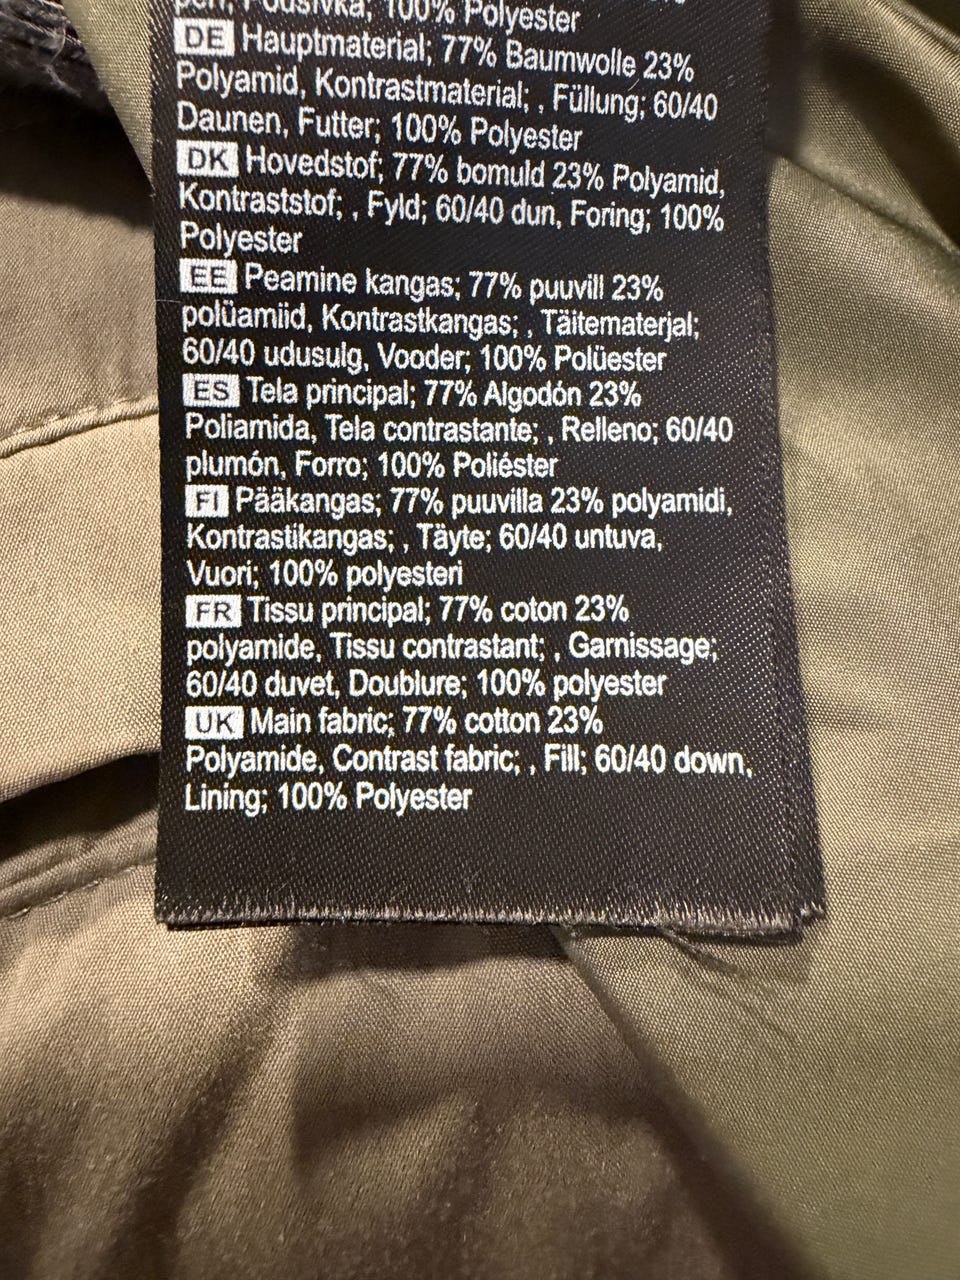 Podšívka; 100% Polyester
DE Hauptmaterial; 77% Baumwolle 23%
Polyamid, Kontrastmaterial; , Füllung; 60/40
Daunen, Futter; 100% Polyester
DK Hovedstof; 77% bomuld 23% Polyamid,
Kontraststof; , Fyld; 60/40 dun, Foring; 100%
Polyester
EE Peamine kangas; 77% puuvill 23%
polüamiid, Kontrastkangas; , Täitematerjal;
60/40 udusulg, Vooder; 100% Polüester
ES Tela principal; 77% Algodón 23%
Poliamida, Tela contrastante; , Relleno; 60/40
plumón, Forro; 100% Poliéster
FI Pääkangas; 77% puuvilla 23% polyamidi,
Kontrastikangas; , Täyte; 60/40 untuva,
Vuori; 100% polyesteri
FR Tissu principal; 77% coton 23%
polyamide, Tissu contrastant; , Garnissage;
60/40 duvet, Doublure; 100% polyester
UK Main fabric; 77% cotton 23%
Polyamide, Contrast fabric; , Fill; 60/40 down,
Lining; 100% Polyester